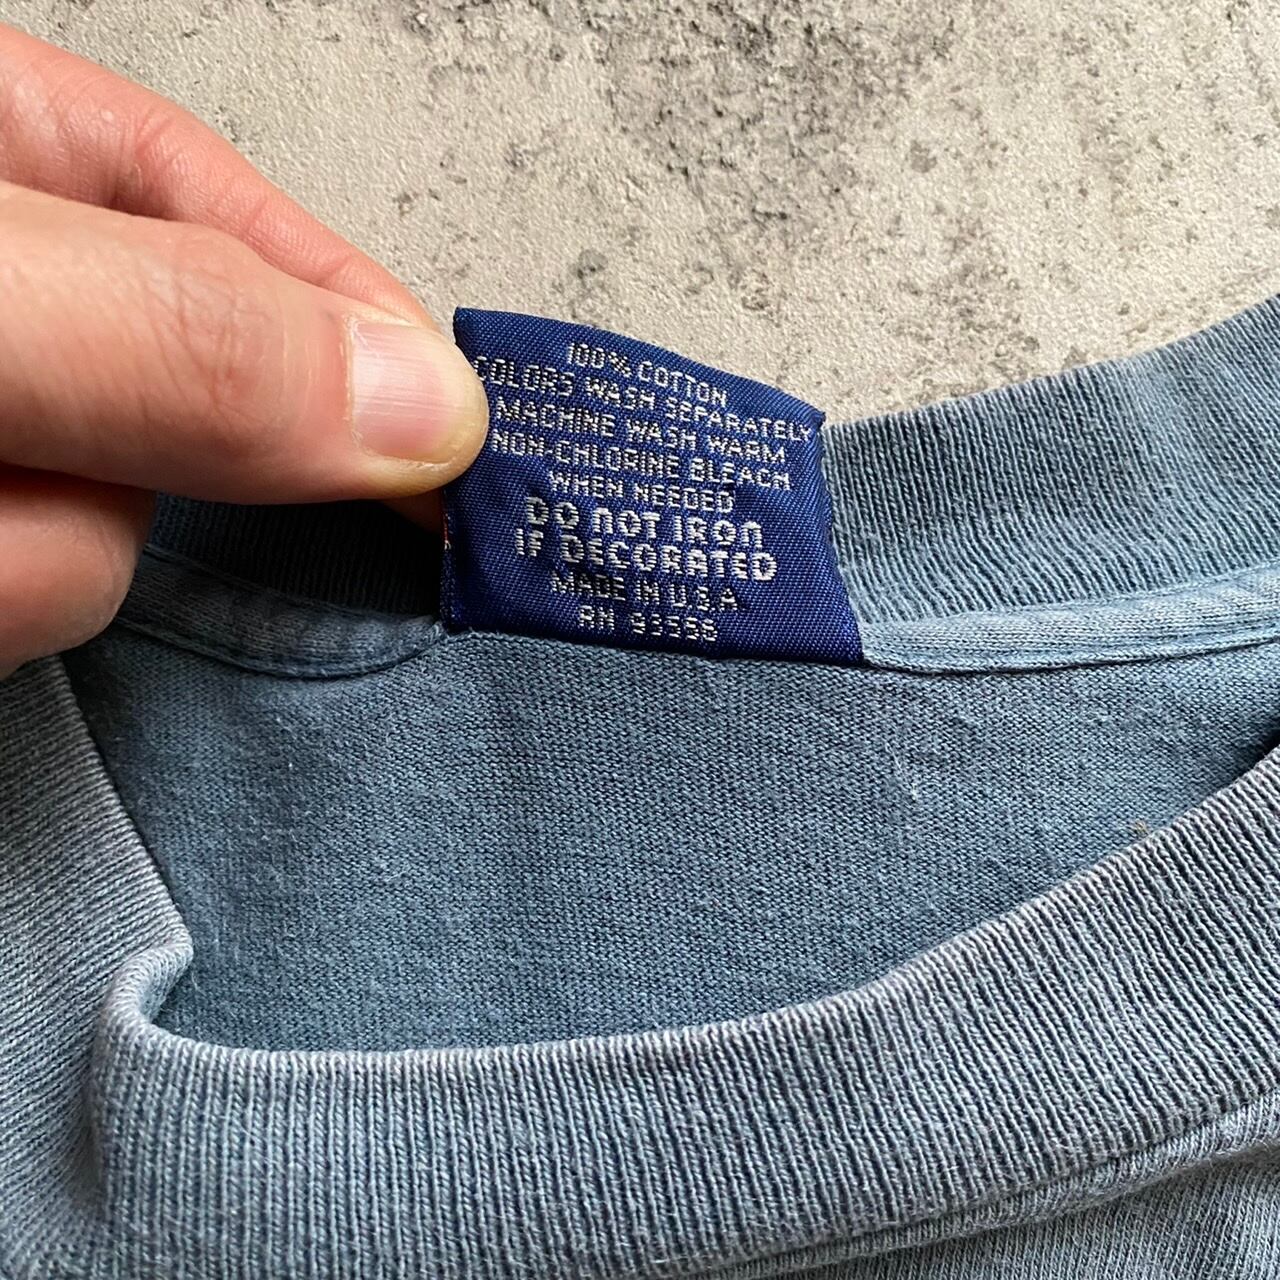 100% COTTON
COLORS WASH SEPARATELY
MACHINE WASH WARM
NON-CHLORINE BLEACH
WHEN NEEDED
DO NOT IRON
IF DECORATED
MADE IN U.S.A
RN